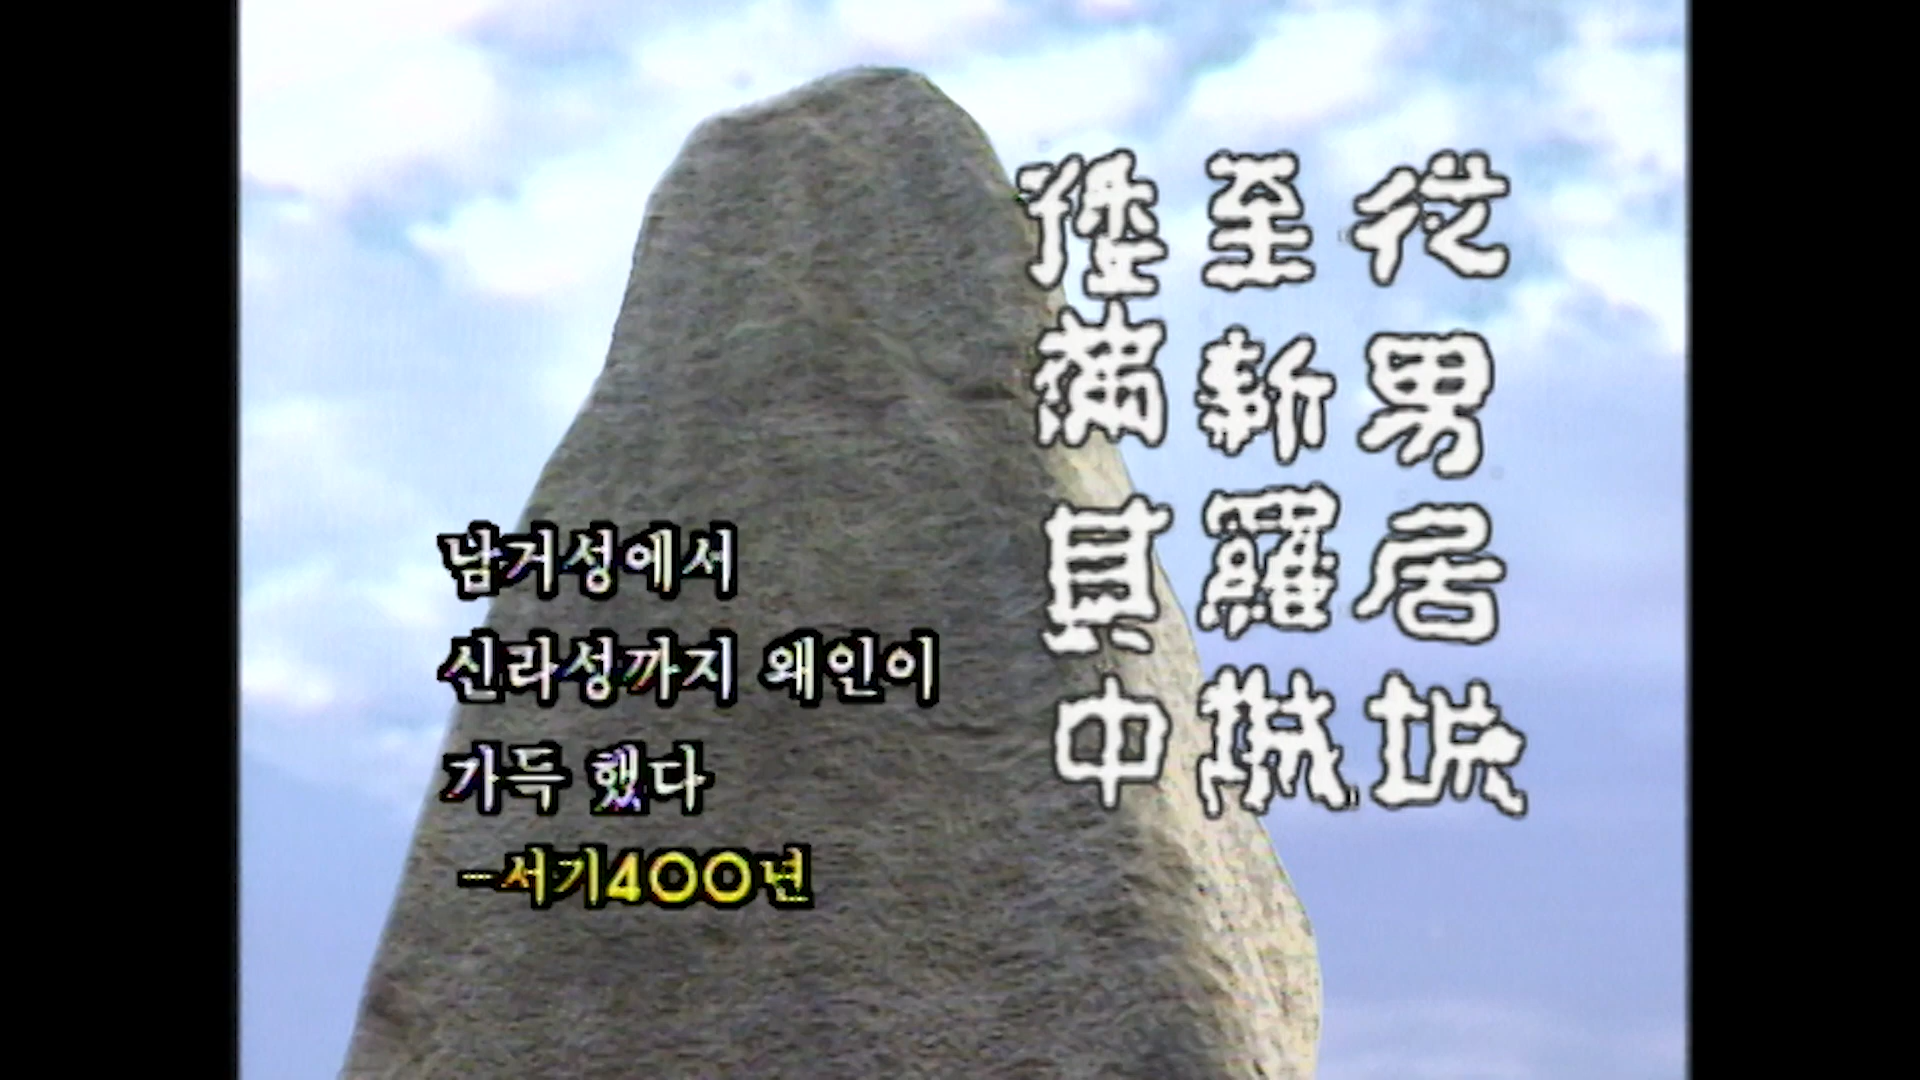 從男居城
至新羅城
倭滿其中
남거성에서
신라성까지 왜인이
가득 했다
-서기400년